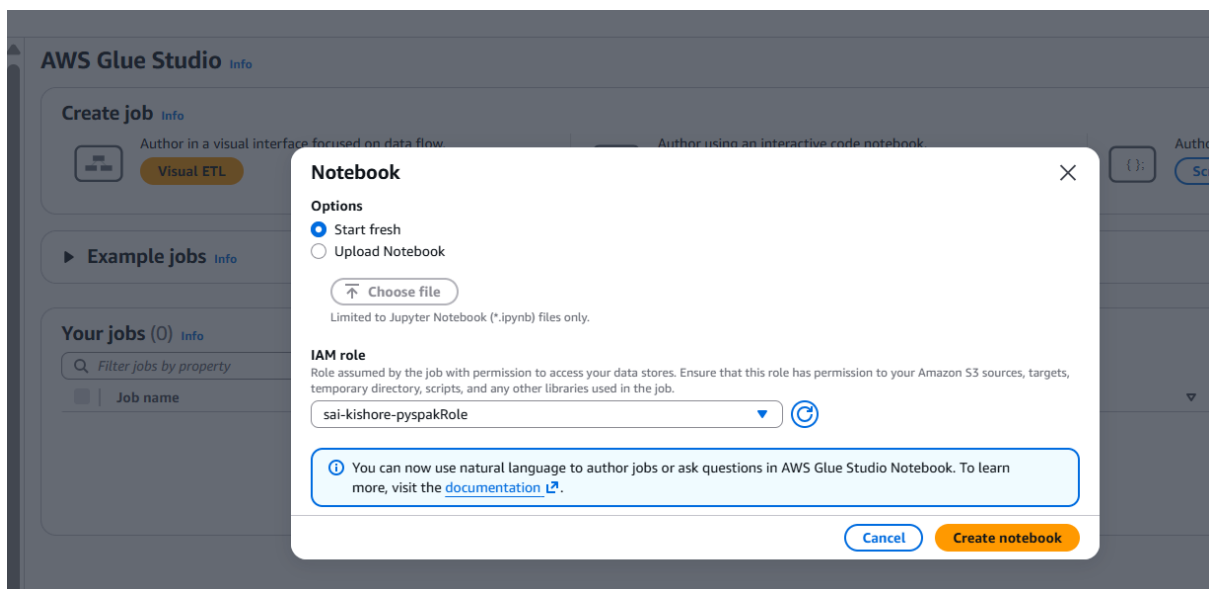 AWS Glue Studio Info
Create job Info
Author in a visual interface focused on data flow.
Visual ETL
Author using an interactive code notebook.
{ };
Notebook
Options
Start fresh
Upload Notebook
Choose file
Limited to Jupyter Notebook (*.ipynb) files only.
IAM role
Role assumed by the job with permission to access your data stores. Ensure that this role has permission to your Amazon S3 sources, targets,
temporary directory, scripts, and any other libraries used in the job.
sai-kishore-pyspakRole
You can now use natural language to author jobs or ask questions in AWS Glue Studio Notebook. To learn
more, visit the documentation.
Cancel
Create notebook
Example jobs Info
Your jobs (0) Info
Filter jobs by property
Job name